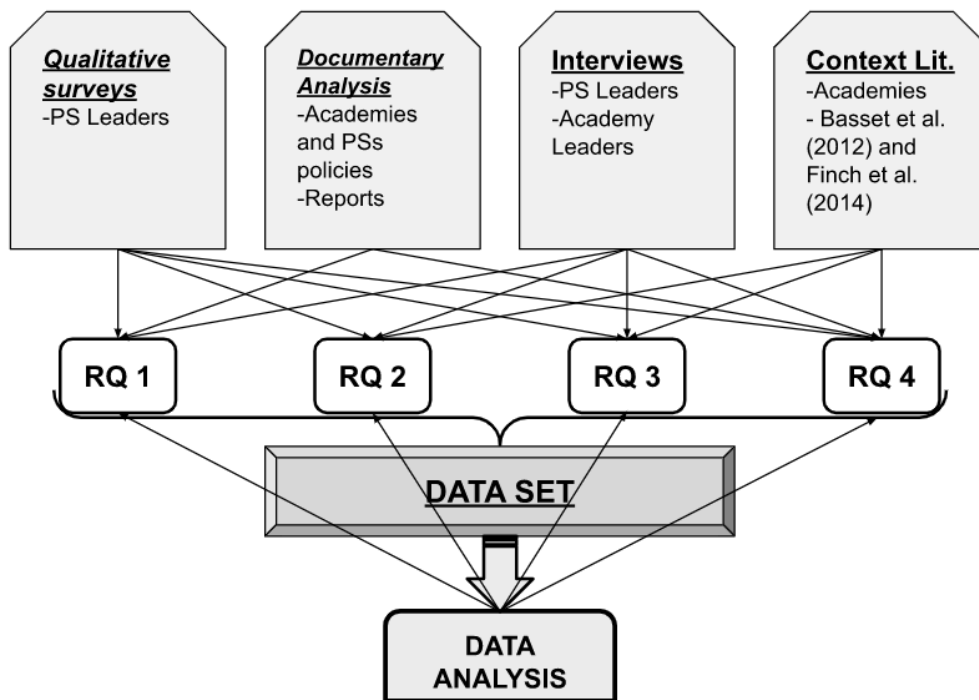 Qualitative
surveys
-PS Leaders
Documentary
Analysis
-Academies
and PSs
policies
-Reports
Interviews
-PS Leaders
-Academy
Leaders
Context Lit.
-Academies
- Basset et al.
(2012) and
Finch et al.
(2014)
RQ 1
RQ 2
RQ 3
RQ 4
DATA SET
DATA
ANALYSIS